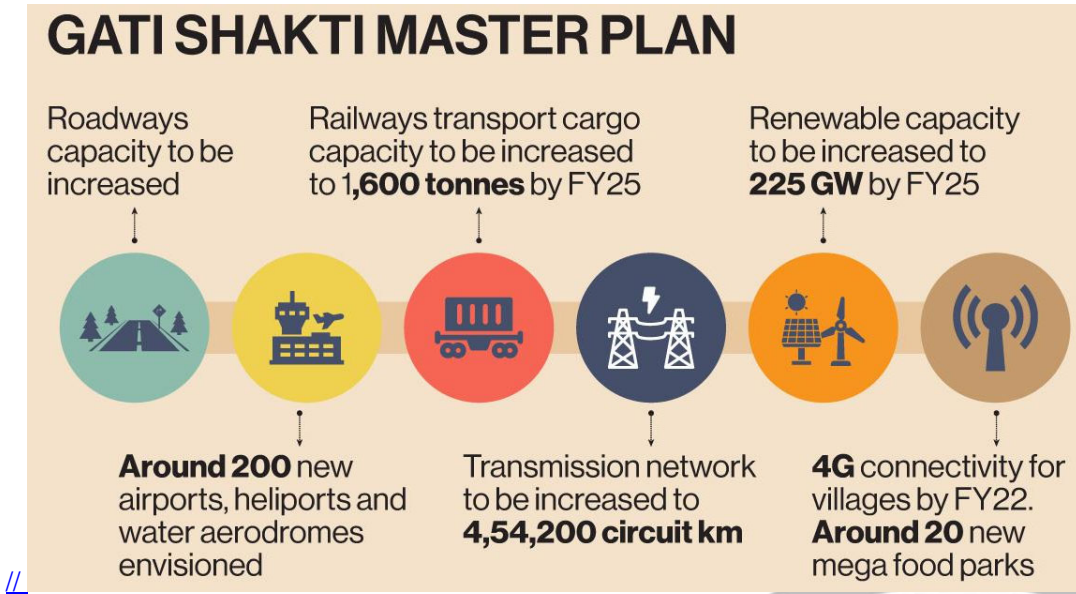 GATI SHAKTI MASTER PLAN
Roadways
capacity to be
increased
Railways transport cargo
capacity to be increased
to 1,600 tonnes by FY25
Renewable capacity
to be increased to
225 GW by FY25
Around 200 new
airports, heliports and
water aerodromes
envisioned
Transmission network
to be increased to
4,54,200 circuit km
4G connectivity for
villages by FY22.
Around 20 new
mega food parks
//